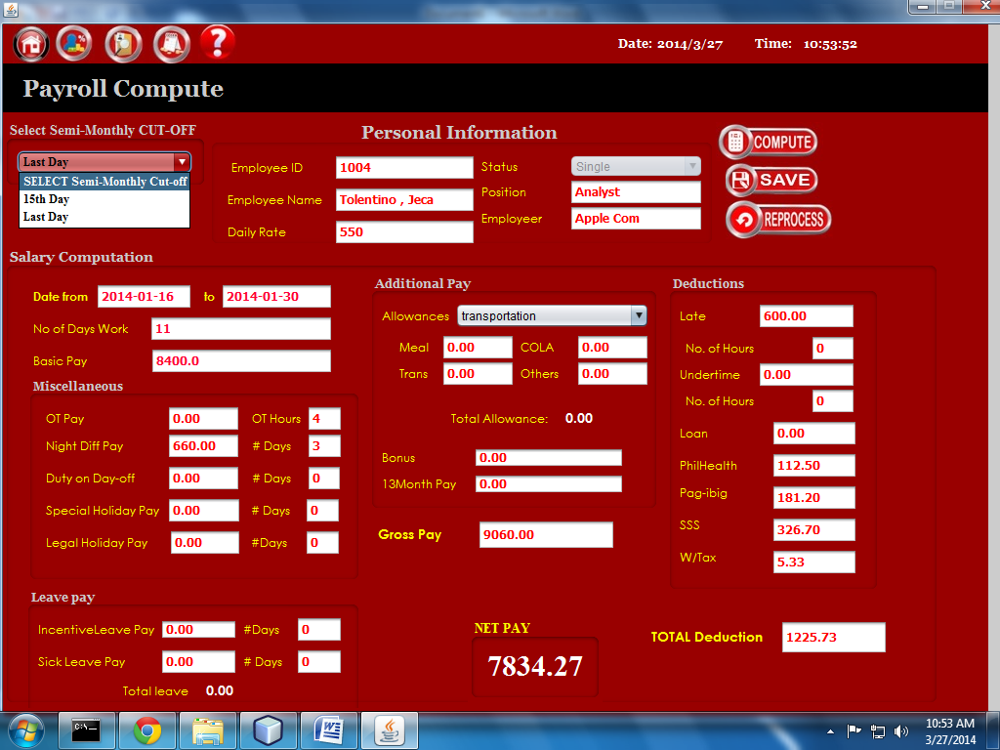 Date: 2014/3/27 Time: 10:53:52
Payroll Compute
Select Semi-Monthly CUT-OFF
Last Day
SELECT Semi-Monthly Cut-off
15th Day
Last Day
Personal Information
Employee ID 1004 Status Single
Employee Name Tolentino , Jeca Position Analyst
Daily Rate 550 Employeer Apple Com
COMPUTE
SAVE
REPROCESS
Salary Computation
Date from 2014-01-16 to 2014-01-30
No of Days Work 11
Basic Pay 8400.0
Miscellaneous
OT Pay 0.00 OT Hours 4
Night Diff Pay 660.00 # Days 3
Duty on Day-off 0.00 # Days 0
Special Holiday Pay 0.00 # Days 0
Legal Holiday Pay 0.00 #Days 0
Leave pay
IncentiveLeave Pay 0.00 #Days 0
Sick Leave Pay 0.00 # Days 0
Total leave 0.00
Additional Pay
Allowances transportation
Meal 0.00 COLA 0.00
Trans 0.00 Others 0.00
Total Allowance: 0.00
Bonus 0.00
13Month Pay 0.00
Gross Pay 9060.00
NET PAY
7834.27
Deductions
Late 600.00
No. of Hours 0
Undertime 0.00
No. of Hours 0
Loan 0.00
PhilHealth 112.50
Pag-ibig 181.20
SSS 326.70
W/Tax 5.33
TOTAL Deduction 1225.73
10:53 AM
3/27/2014